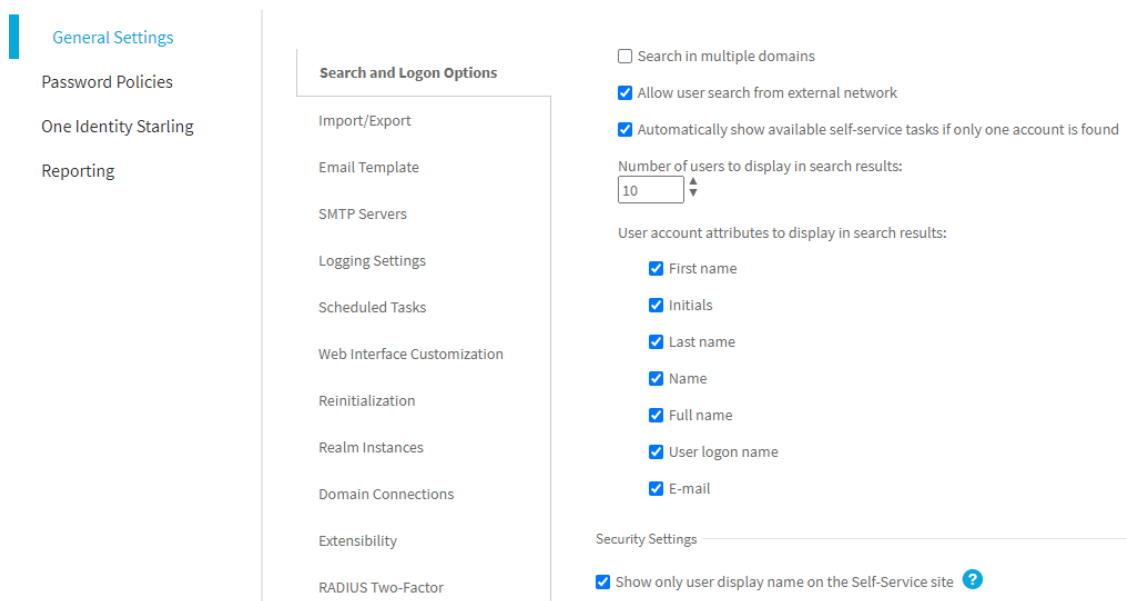 General Settings
Password Policies
One Identity Starling
Reporting
Search and Logon Options
Import/Export
Email Template
SMTP Servers
Logging Settings
Scheduled Tasks
Web Interface Customization
Reinitialization
Realm Instances
Domain Connections
Extensibility
RADIUS Two-Factor
Search in multiple domains
Allow user search from external network
Automatically show available self-service tasks if only one account is found
Number of users to display in search results:
10
User account attributes to display in search results:
First name
Initials
Last name
Name
Full name
User logon name
E-mail
Security Settings
Show only user display name on the Self-Service site ?